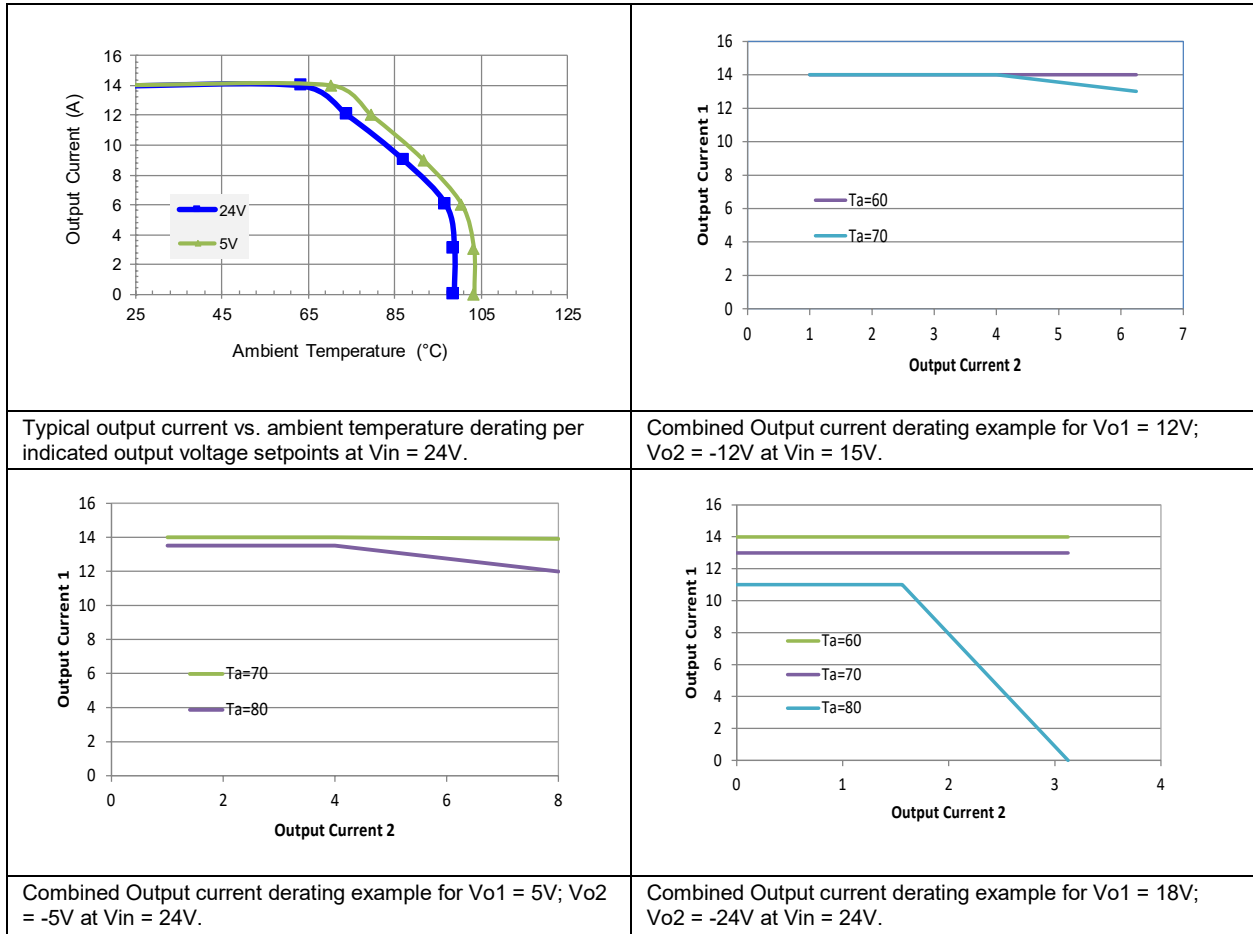 16
14
12
10
8
6
4
2
0
Output Current (A)
24V
5V
25 45 65 85 105 125
Ambient Temperature (°C)
16
14
12
10
8
6
4
2
0
Output Current 1
Ta=60
Ta=70
0 1 2 3 4 5 6 7
Output Current 2
Typical output current vs. ambient temperature derating per
indicated output voltage setpoints at Vin = 24V.
Combined Output current derating example for Vo1 = 12V;
Vo2 = -12V at Vin = 15V.
16
14
12
10
8
6
4
2
0
Output Current 1
Ta=70
Ta=80
0 2 4 6 8
Output Current 2
16
14
12
10
8
6
4
2
0
Output Current 1
Ta=60
Ta=70
Ta=80
0 1 2 3 4
Output Current 2
Combined Output current derating example for Vo1 = 5V; Vo2
= -5V at Vin = 24V.
Combined Output current derating example for Vo1 = 18V;
Vo2 = -24V at Vin = 24V.